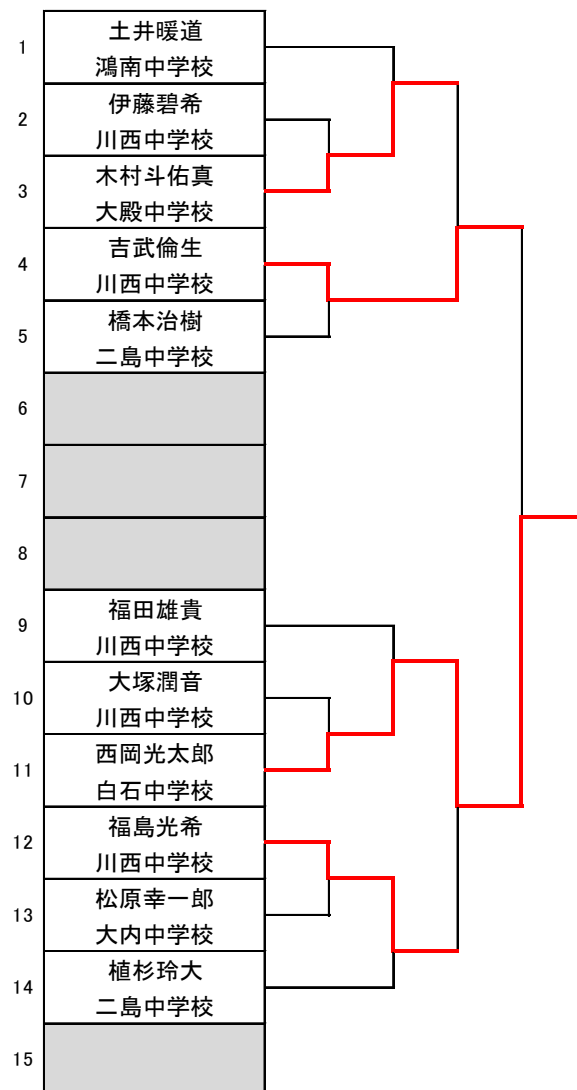 1
土井暖道
鴻南中学校
2
伊藤碧希
川西中学校
3
木村斗佑真
大殿中学校
4
吉武倫生
川西中学校
5
橋本治樹
二島中学校
6
7
8
9
福田雄貴
川西中学校
10
大塚潤音
川西中学校
11
西岡光太郎
白石中学校
12
福島光希
川西中学校
13
松原幸一郎
大内中学校
14
植杉玲大
二島中学校
15